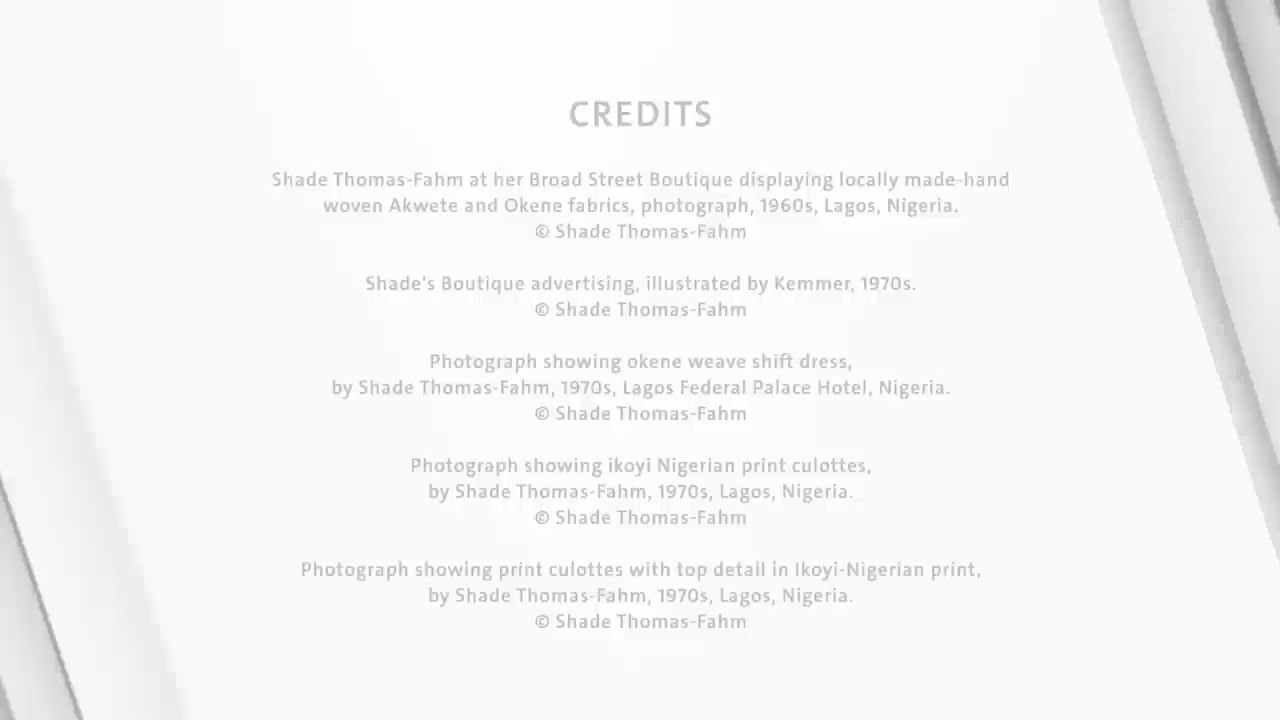 CREDITS
Shade Thomas-Fahm at her Broad Street Boutique displaying locally made-hand
woven Akwete and Okene fabrics, photograph, 1960s, Lagos, Nigeria.
© Shade Thomas-Fahm
Shade's Boutique advertising, illustrated by Kemmer, 1970s.
© Shade Thomas-Fahm
Photograph showing okene weave shift dress,
by Shade Thomas-Fahm, 1970s, Lagos Federal Palace Hotel, Nigeria.
© Shade Thomas-Fahm
Photograph showing ikoyi Nigerian print culottes,
by Shade Thomas-Fahm, 1970s, Lagos, Nigeria.
© Shade Thomas-Fahm
Photograph showing print culottes with top detail in Ikoyi-Nigerian print,
by Shade Thomas-Fahm, 1970s, Lagos, Nigeria.
© Shade Thomas-Fahm